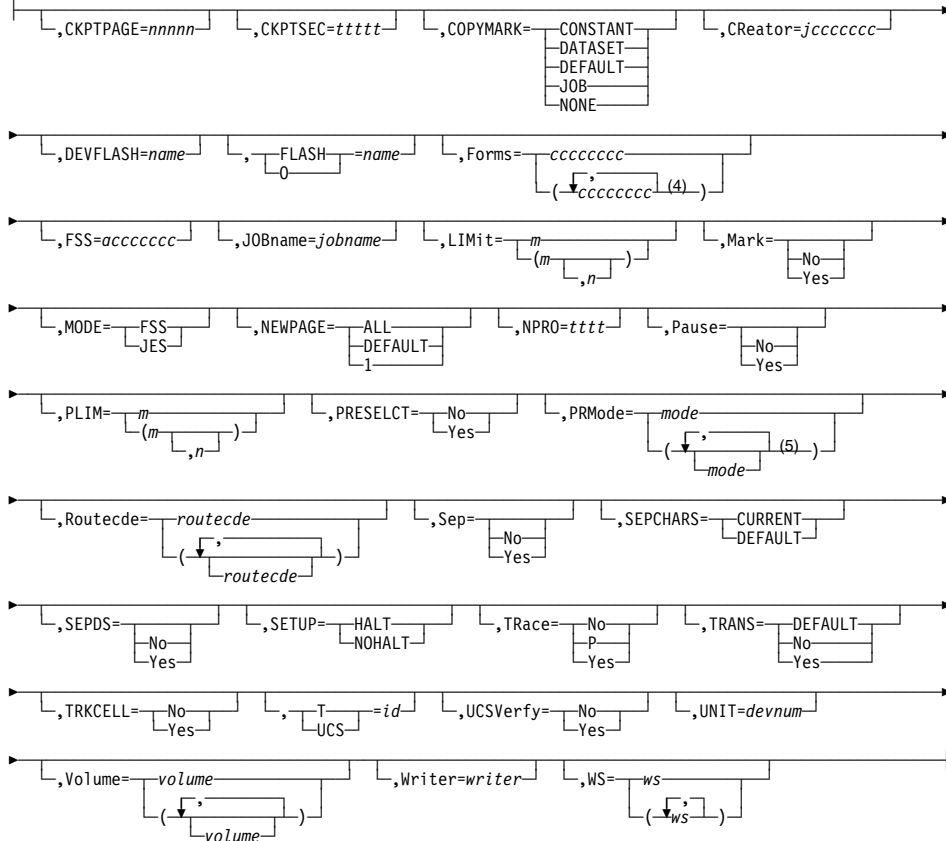 ,CKPTPAGE=nnnnn ,CKPTSEC=ttttt ,COPYMARK= CONSTANT ,CReator=jccccccc
DATASET
DEFAULT
JOB
NONE
,DEVFLASH=name , FLASH =name ,Forms= cccccccc
O ,
( cccccccc (4) )
,FSS=accccccc ,JOBname=jobname ,LIMit= m ,Mark=
(m ) No
,n Yes
,MODE= FSS ,NEWPAGE= ALL ,NPRO=tttt ,Pause=
JES DEFAULT No
1 Yes
,PLIM= m ,PRESELCT= No ,PRMode= mode
(m ) Yes ,
,n ( (5) )
mode
,Routecde= routecde ,Sep= ,SEPCHARS= CURRENT
, No DEFAULT
( ) Yes
routecde
,SEPDS= ,SETUP= HALT ,TRace= No ,TRANS= DEFAULT
No NOHALT P No
Yes Yes Yes
,TRKCELL= No , T =id ,UCSVerfy= No ,UNIT=devnum
Yes UCS Yes
,Volume= volume ,Writer=writer ,WS= ws
, ,
( ) ( ws )
volume